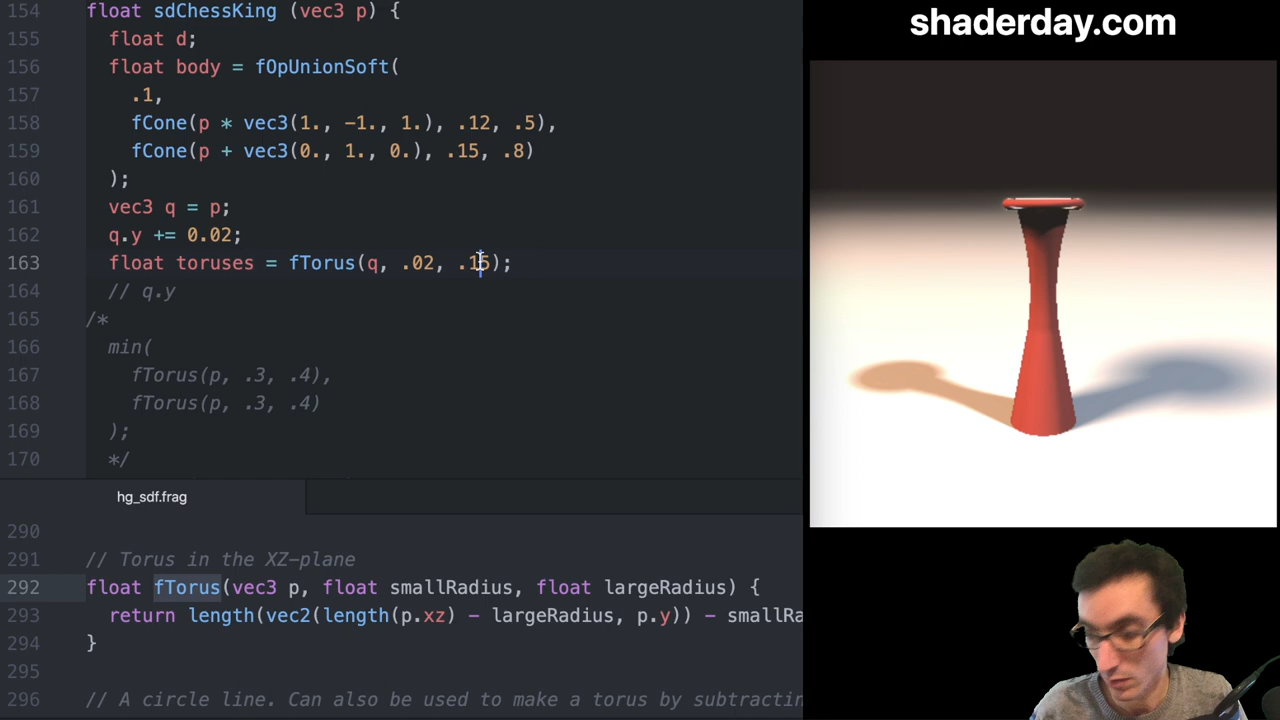 154 float sdChessKing (vec3 p) {
155 float d;
156 float body = fOpUnionSoft(
157 .1,
158 fCone(p * vec3(1., -1., 1.), .12, .5),
159 fCone(p + vec3(0., 1., 0.), .15, .8)
160 );
161 vec3 q = p;
162 q.y += 0.02;
163 float toruses = fTorus(q, .02, .15);
164 // q.y
165 /*
166 min(
167 fTorus(p, .3, .4),
168 fTorus(p, .3, .4)
169 );
170 */
hg_sdf.frag
290
291 // Torus in the XZ-plane
292 float fTorus(vec3 p, float smallRadius, float largeRadius) {
293 return length(vec2(length(p.xz) - largeRadius, p.y)) - smallRa
294 }
295
296 // A circle line. Can also be used to make a torus by subtractin
shaderday.com